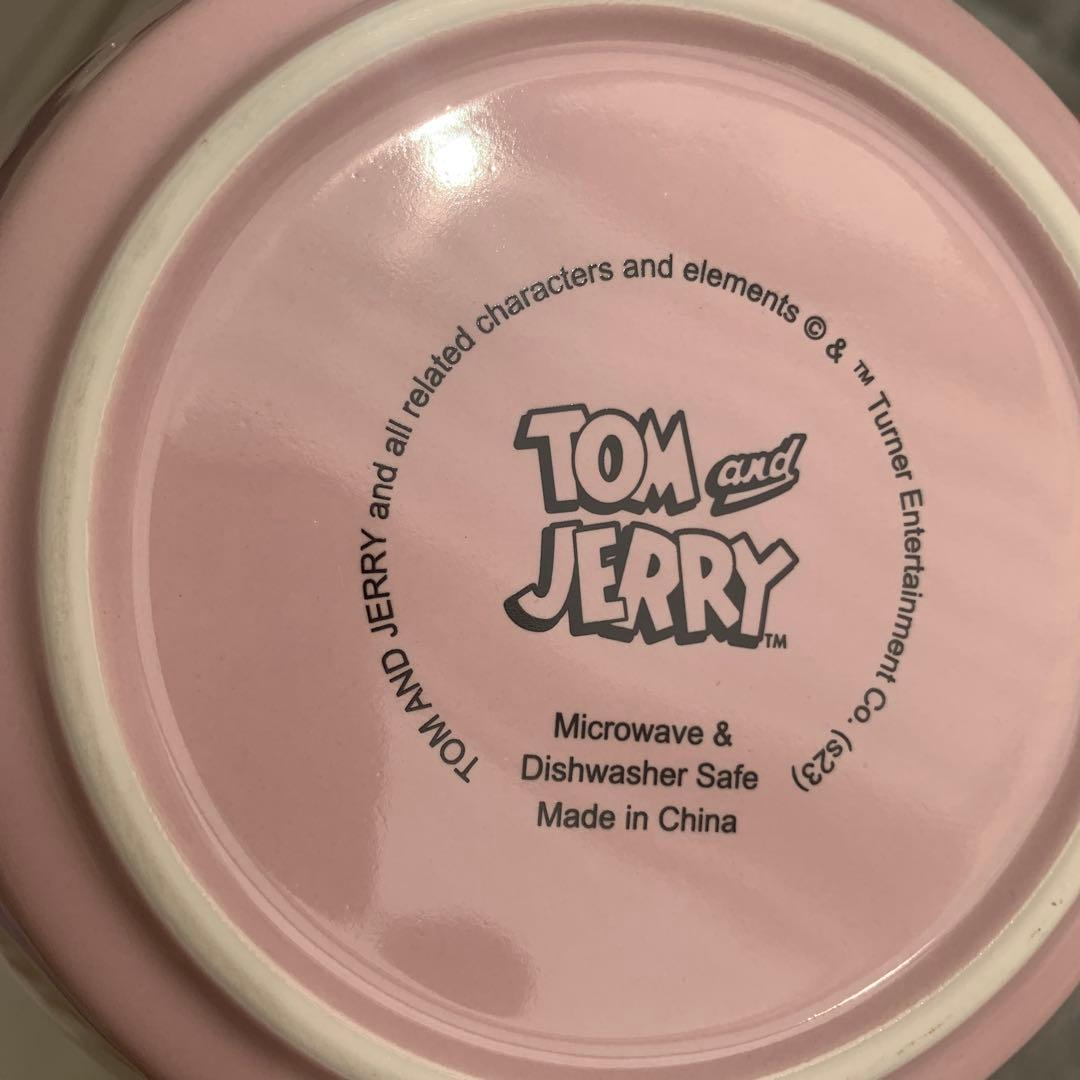 TOM AND JERRY and all related characters and elements © & ™ Turner Entertainment Co. (s23)
TOM and
JERRY™
Microwave &
Dishwasher Safe
Made in China